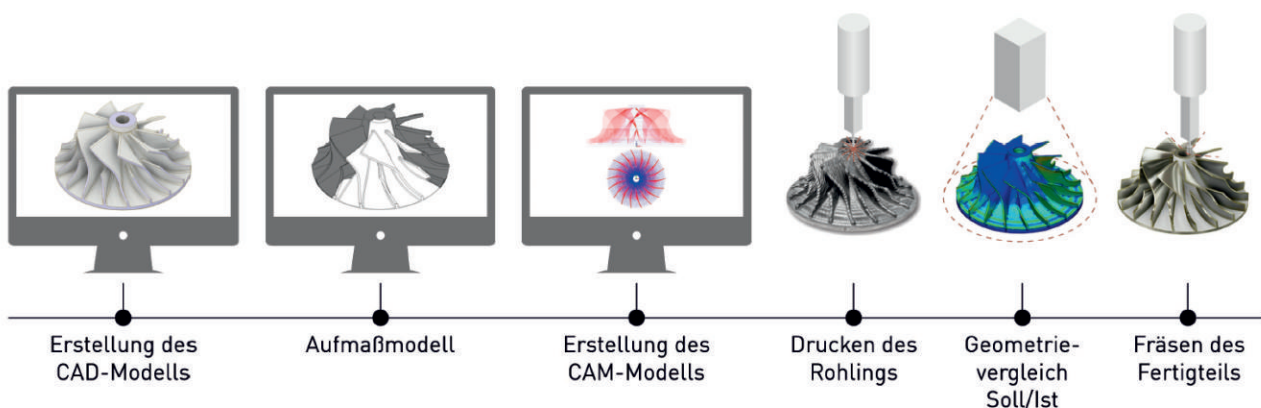 Erstellung des
CAD-Modells
Aufmaßmodell
Erstellung des
CAM-Modells
Drucken des
Rohlings
Geometrie-
vergleich
Soll/Ist
Fräsen des
Fertigteils